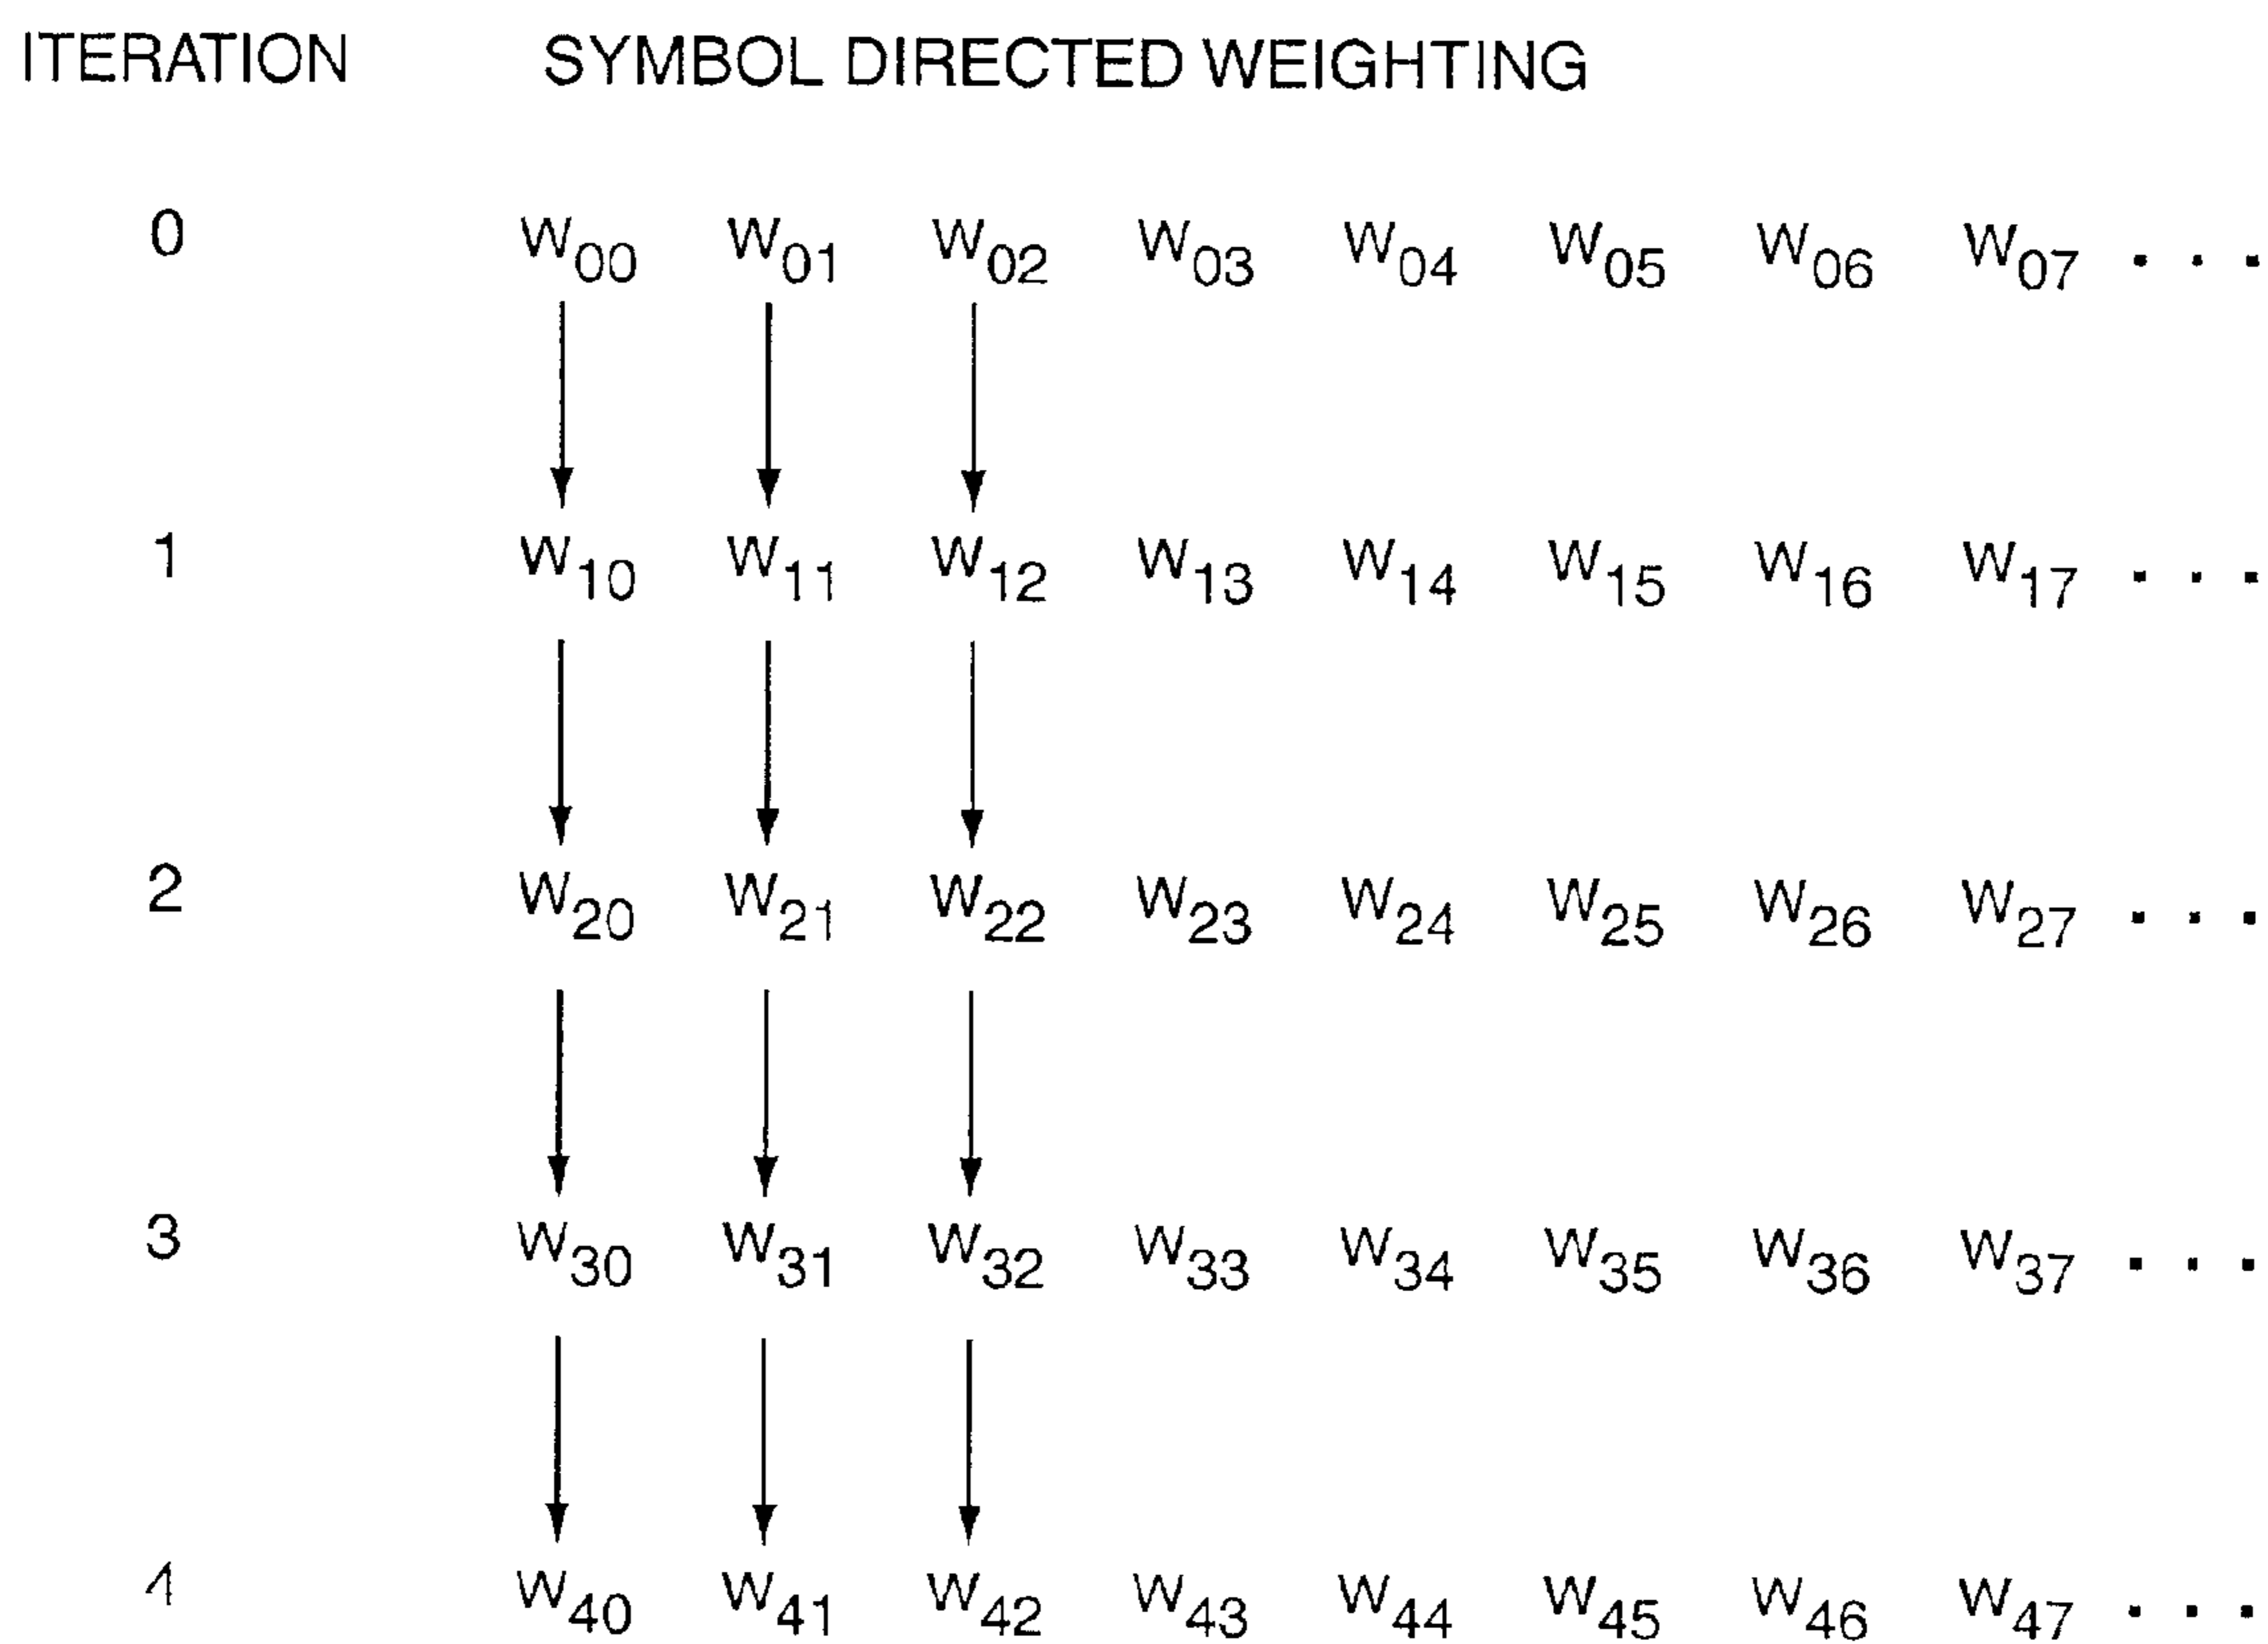 ITERATION SYMBOL DIRECTED WEIGHTING
0 W00 W01 W02 W03 W04 W05 W06 W07 . . .
1 W10 W11 W12 W13 W14 W15 W16 W17 . . .
2 W20 W21 W22 W23 W24 W25 W26 W27 . . .
3 W30 W31 W32 W33 W34 W35 W36 W37 . . .
4 W40 W41 W42 W43 W44 W45 W46 W47 . . .